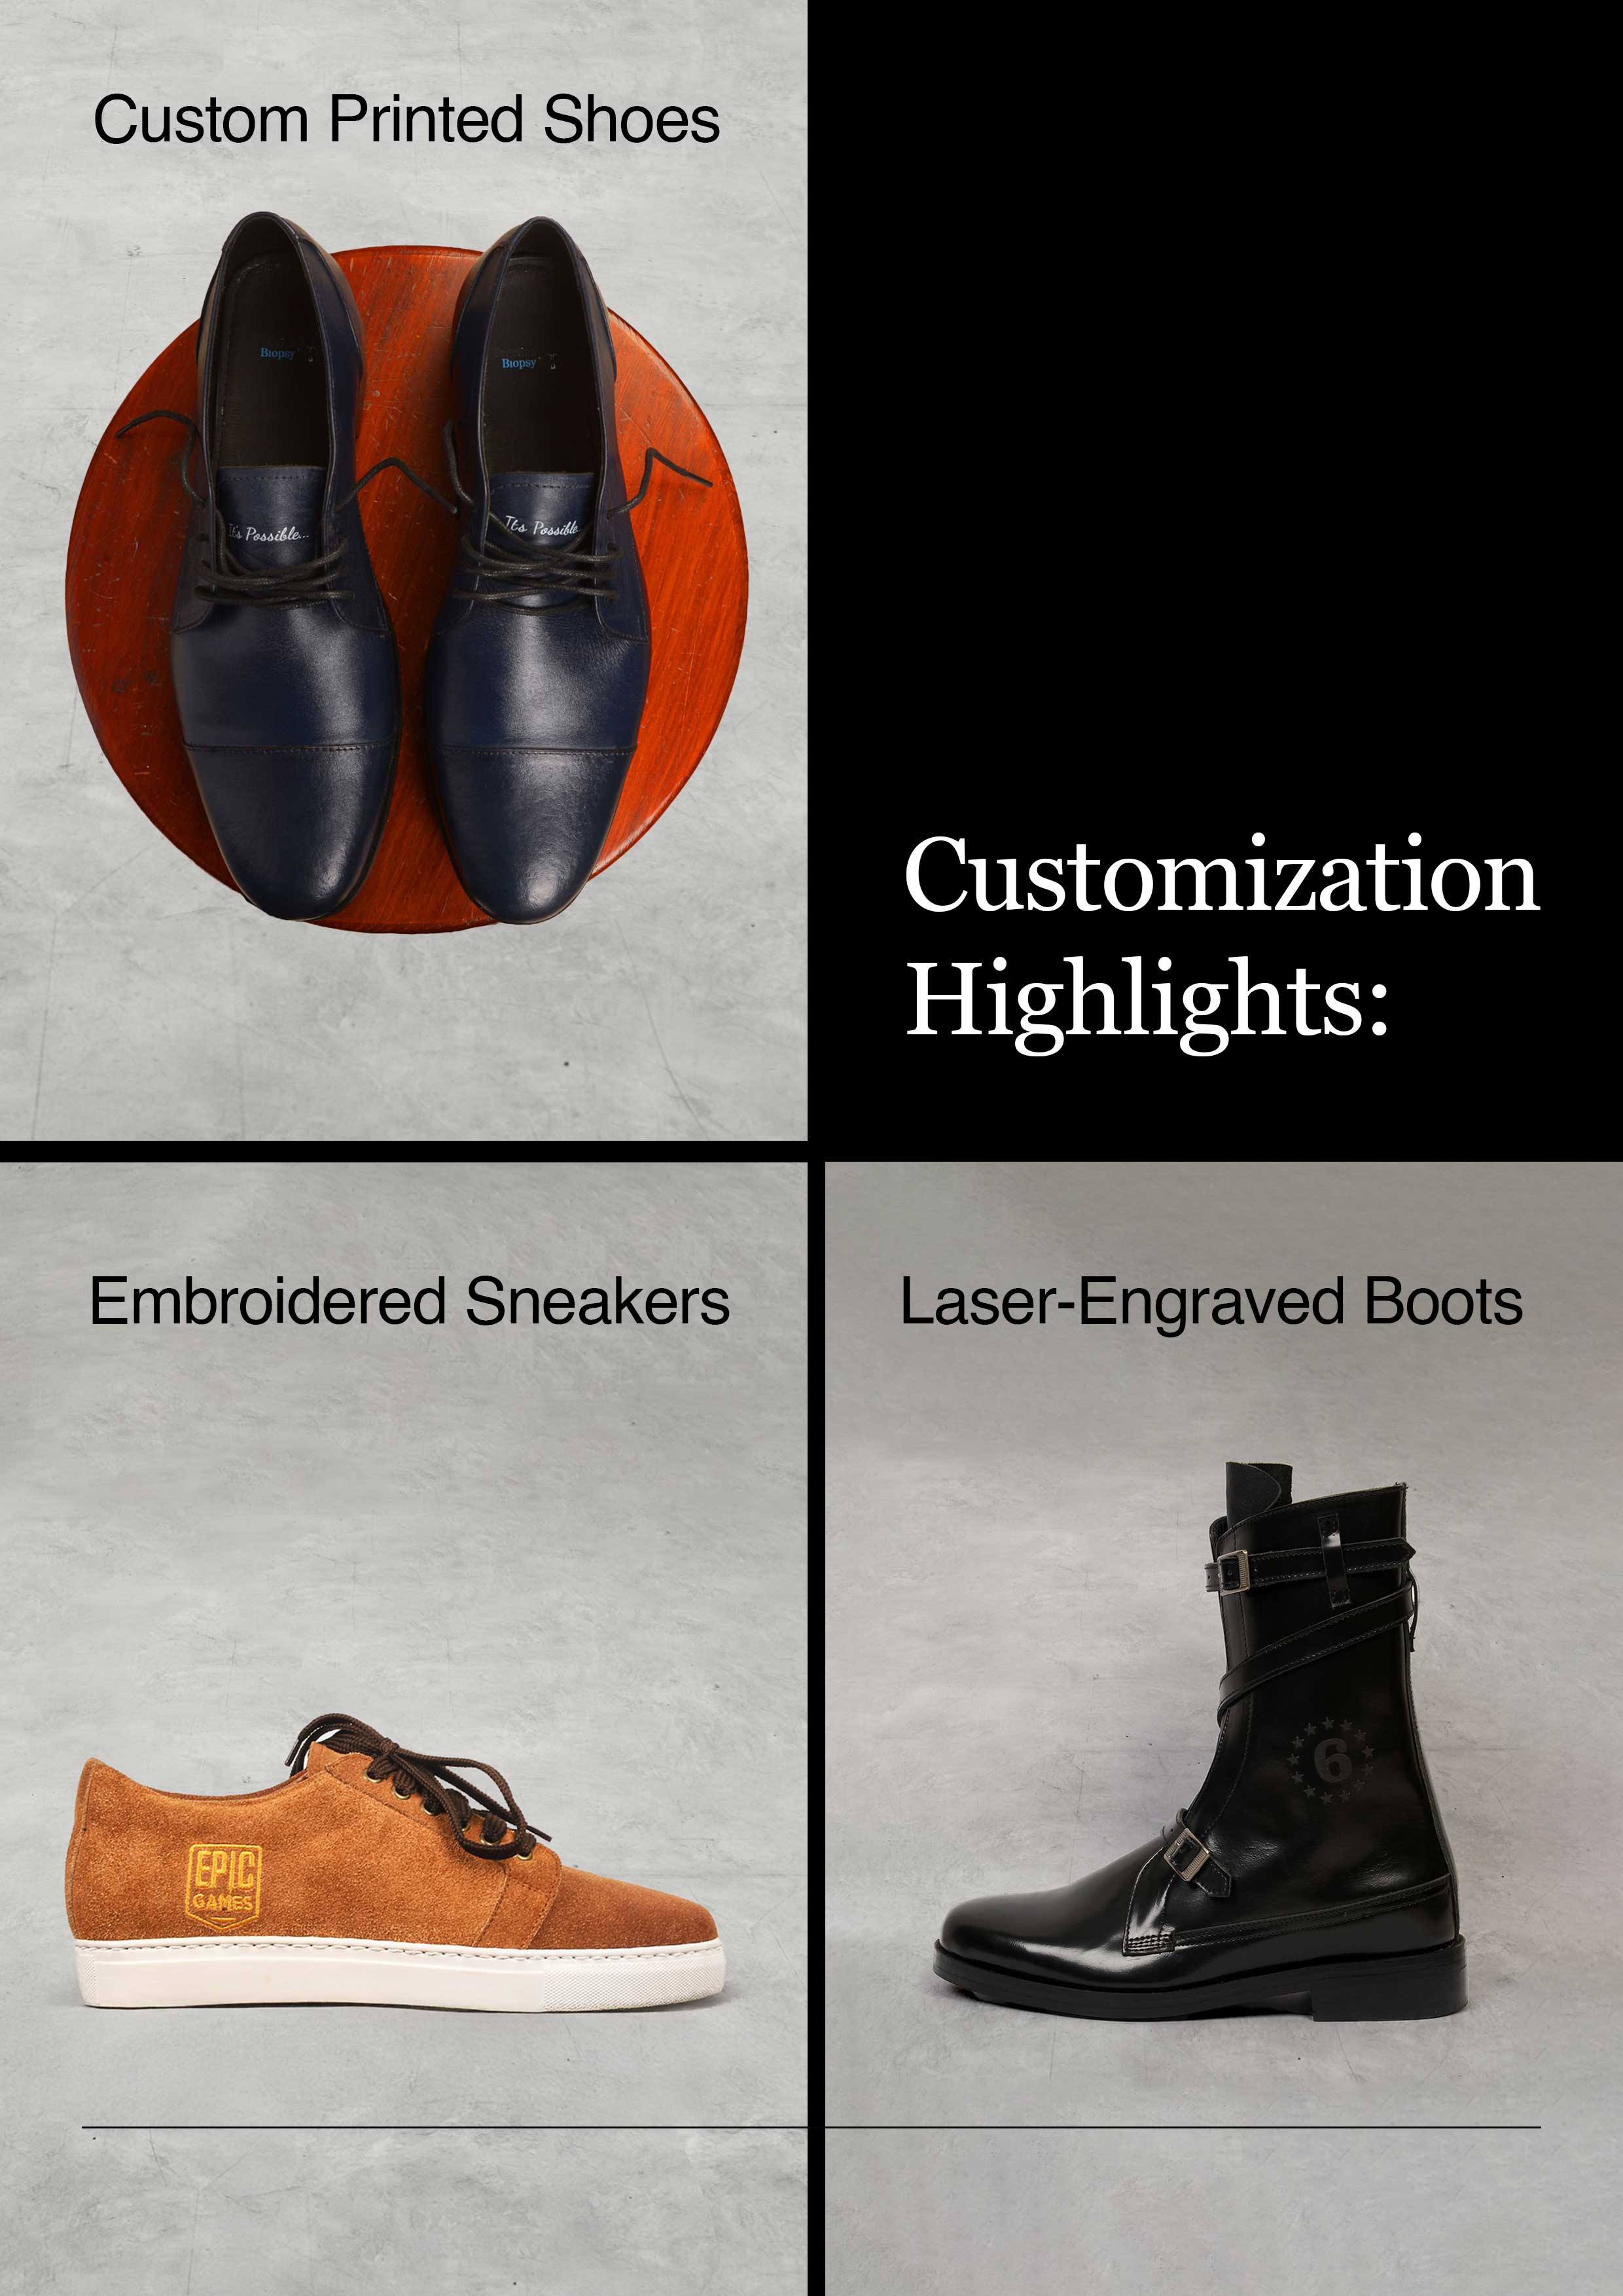 Custom Printed Shoes
Biopsy
Biopsy
It's Possible...
It's Possible
Customization
Highlights:
Embroidered Sneakers
EPIC
GAMES
Laser-Engraved Boots
6